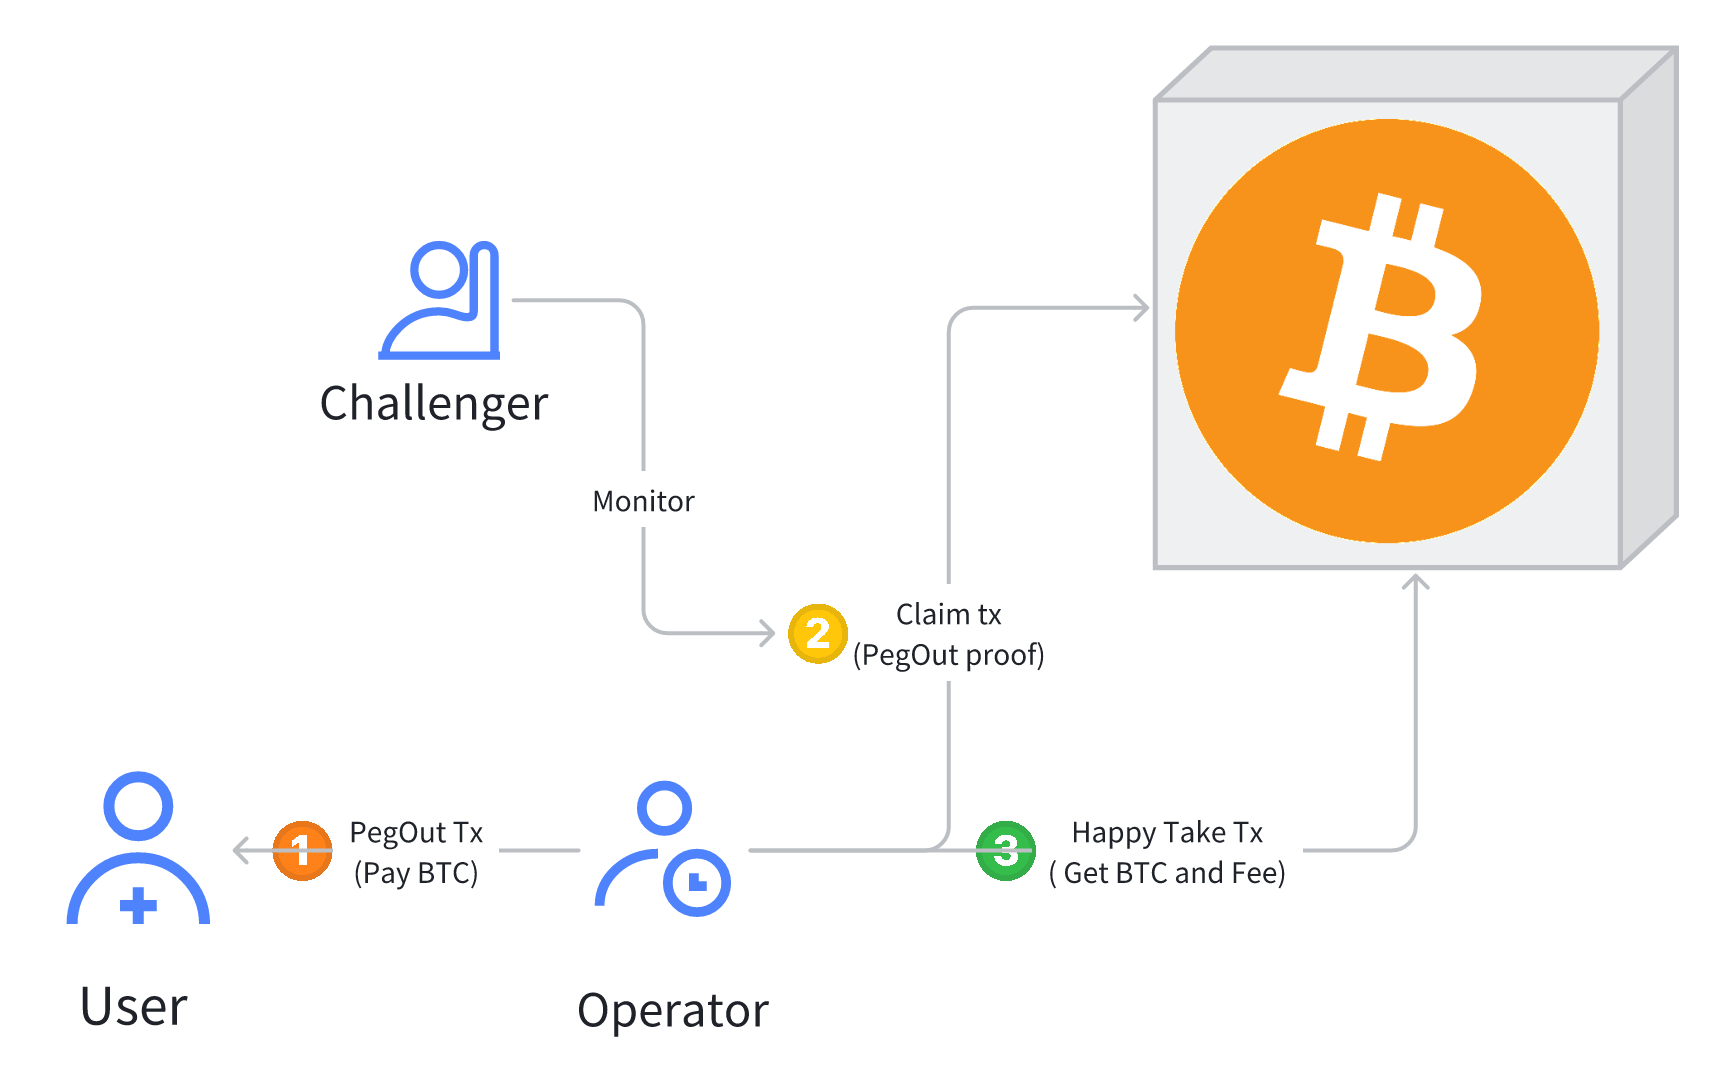 Challenger
Monitor
2
Claim tx
(PegOut proof)
1
PegOut Tx
(Pay BTC)
3
Happy Take Tx
( Get BTC and Fee)
User
Operator